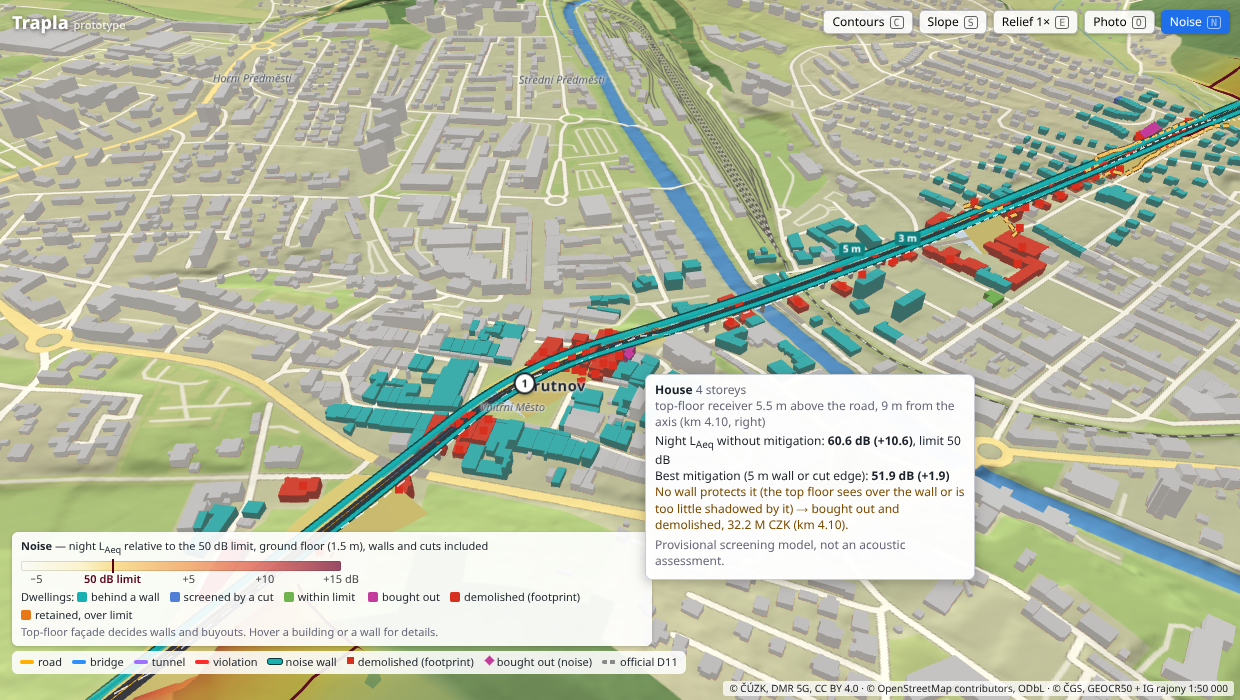 Trapla prototype
Contours C
Slope S
Relief 1× E
Photo O
Noise N
Horní Předměstí
Střední Předměstí
3 m
5 m
1
rutnov
Vnitřní Město
House 4 storeys
top-floor receiver 5.5 m above the road, 9 m from the
axis (km 4.10, right)
Night LAeq without mitigation: 60.6 dB (+10.6), limit 50
dB
Best mitigation (5 m wall or cut edge): 51.9 dB (+1.9)
No wall protects it (the top floor sees over the wall or is
too little shadowed by it) → bought out and
demolished, 32.2 M CZK (km 4.10).
Provisional screening model, not an acoustic
assessment.
Noise — night LAeq relative to the 50 dB limit, ground floor (1.5 m), walls and cuts included
−5 50 dB limit +5 +10 +15 dB
Dwellings: behind a wall screened by a cut within limit bought out demolished (footprint)
retained, over limit
Top-floor façade decides walls and buyouts. Hover a building or a wall for details.
road bridge tunnel violation noise wall demolished (footprint) bought out (noise) official D11
© ČÚZK, DMR 5G, CC BY 4.0 · © OpenStreetMap contributors, ODbL · © ČGS, GEOCR50 + IG rajony 1:50 000